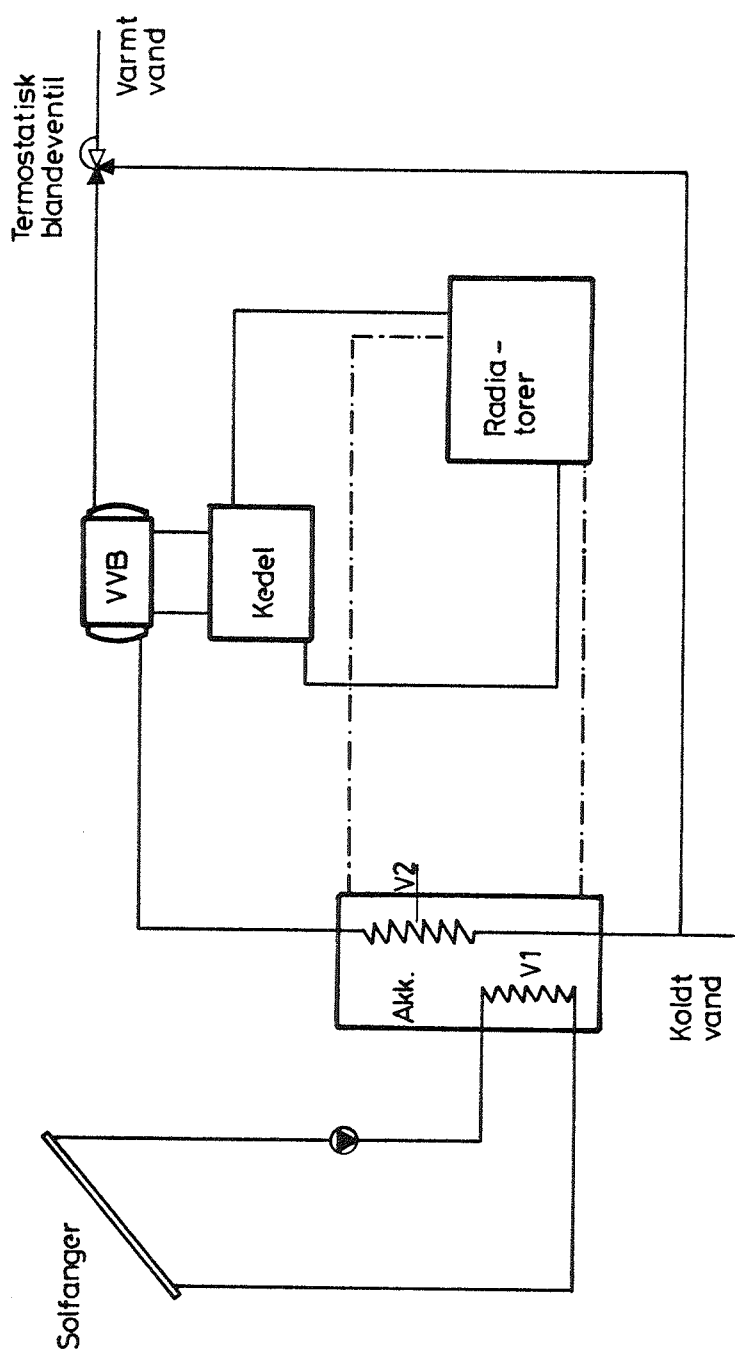 Solfanger
Akk.
V1
V2
Koldt
vand
VVB
Kedel
Radia-
torer
Termostatisk
blandeventil
Varmt
vand